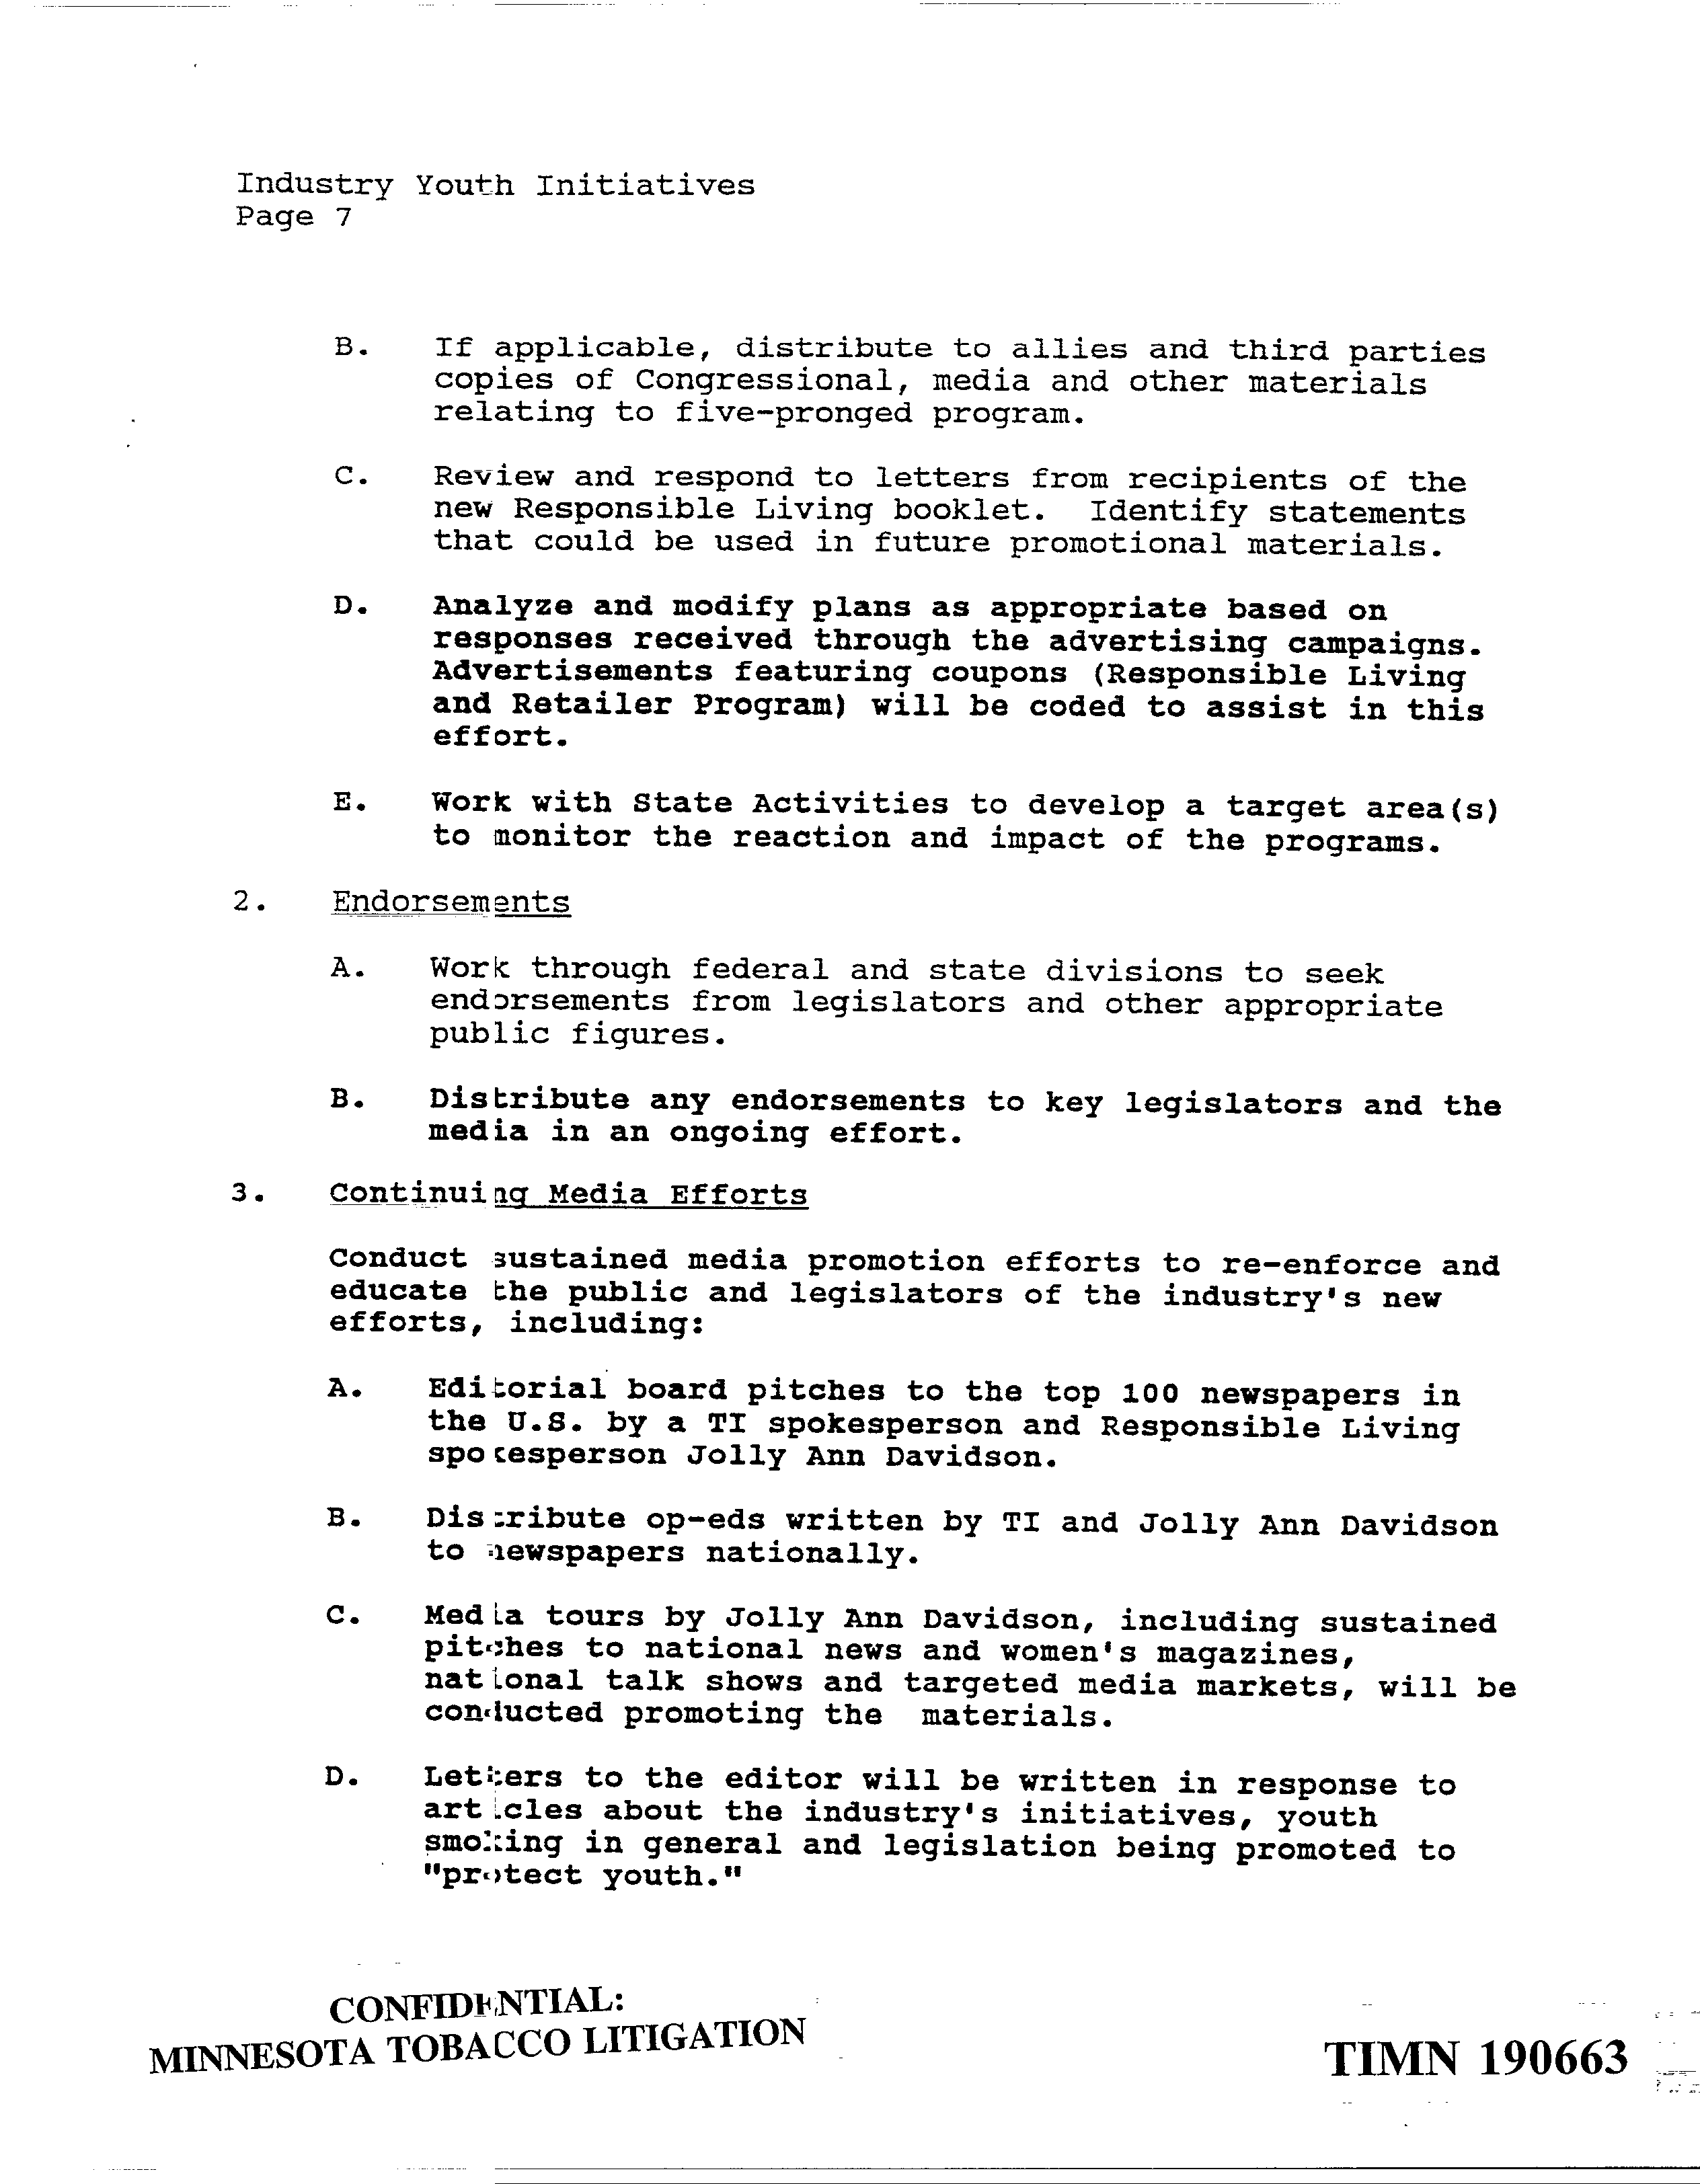 Industry Youth Initiatives
Page 7
B. If applicable, distribute to allies and third parties
copies of Congressional, media and other materials
relating to five-pronged program.
C. Review and respond to letters from recipients of the
new Responsible Living booklet. Identify statements
that could be used in future promotional materials.
D. Analyze and modify plans as appropriate based on
responses received through the advertising campaigns.
Advertisements featuring coupons (Responsible Living
and Retailer Program) will be coded to assist in this
effort.
E. Work with State Activities to develop a target area(s)
to monitor the reaction and impact of the programs.
2. Endorsements
A. Work through federal and state divisions to seek
endorsements from legislators and other appropriate
public figures.
B. Distribute any endorsements to key legislators and the
media in an ongoing effort.
3. Continuing Media Efforts
Conduct sustained media promotion efforts to re-enforce and
educate the public and legislators of the industry's new
efforts, including:
A. Editorial board pitches to the top 100 newspapers in
the U.S. by a TI spokesperson and Responsible Living
spokesperson Jolly Ann Davidson.
B. Distribute op-eds written by TI and Jolly Ann Davidson
to newspapers nationally.
C. Media tours by Jolly Ann Davidson, including sustained
pitches to national news and women's magazines,
national talk shows and targeted media markets, will be
conducted promoting the materials.
D. Letters to the editor will be written in response to
articles about the industry's initiatives, youth
smoking in general and legislation being promoted to
"protect youth."
CONFIDENTIAL:
MINNESOTA TOBACCO LITIGATION
TIMN 190663